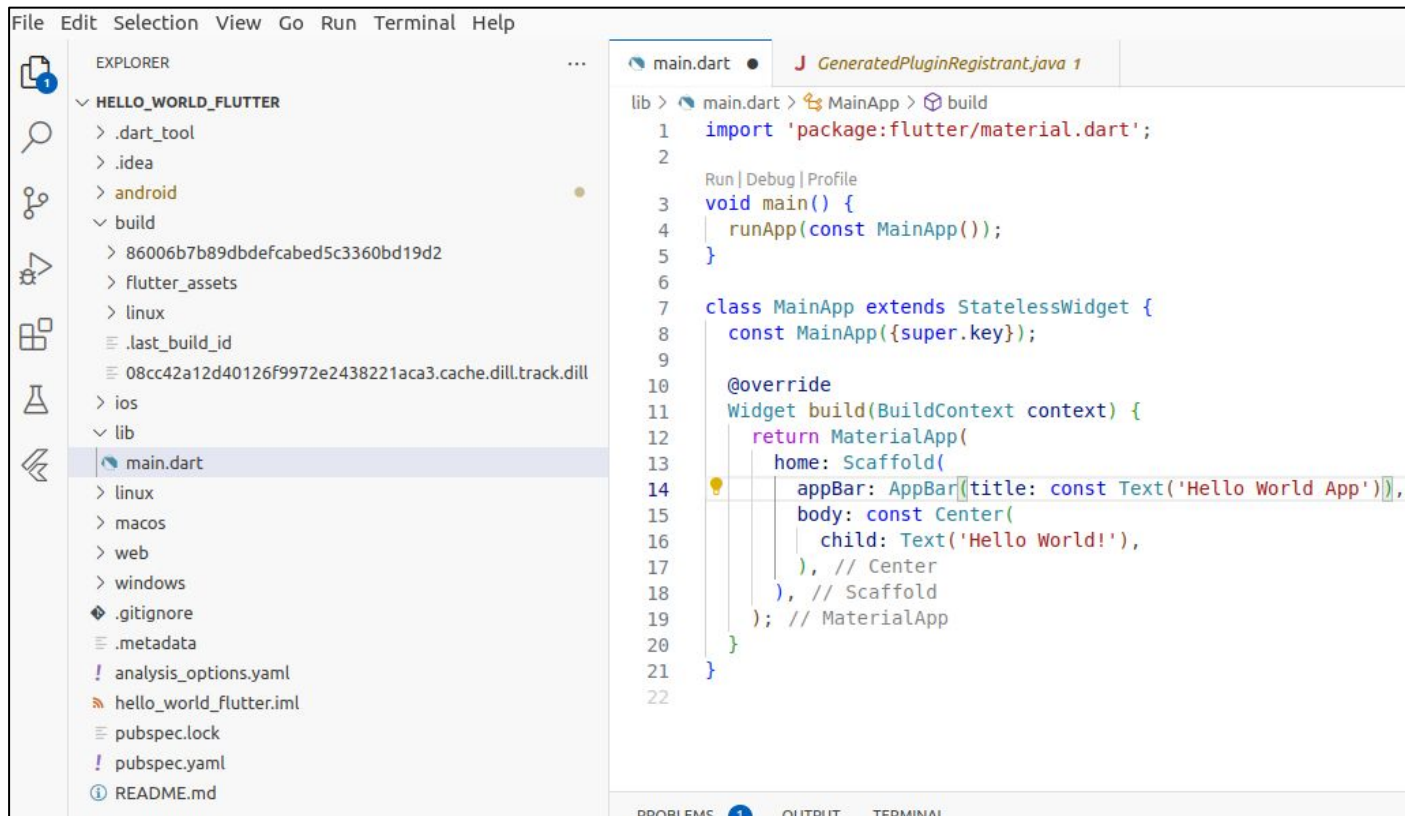 File Edit Selection View Go Run Terminal Help
EXPLORER
HELLO_WORLD_FLUTTER
.dart_tool
.idea
android
build
86006b7b89dbdefcabed5c3360bd19d2
flutter_assets
linux
.last_build_id
08cc42a12d40126f9972e2438221aca3.cache.dill.track.dill
ios
lib
main.dart
linux
macos
web
windows
.gitignore
.metadata
analysis_options.yaml
hello_world_flutter.iml
pubspec.lock
pubspec.yaml
README.md
1
main.dart
J GeneratedPluginRegistrant.java 1
lib > main.dart > MainApp > build
1 import 'package:flutter/material.dart';
2
Run | Debug | Profile
3 void main() {
4 runApp(const MainApp());
5 }
6
7 class MainApp extends StatelessWidget {
8 const MainApp({super.key});
9
10 @override
11 Widget build(BuildContext context) {
12 return MaterialApp(
13 home: Scaffold(
14 appBar: AppBar(title: const Text('Hello World App')),
15 body: const Center(
16 child: Text('Hello World!'),
17 ), // Center
18 ), // Scaffold
19 ); // MaterialApp
20 }
21 }
22
PROBLEMS 1 OUTPUT TERMINAL